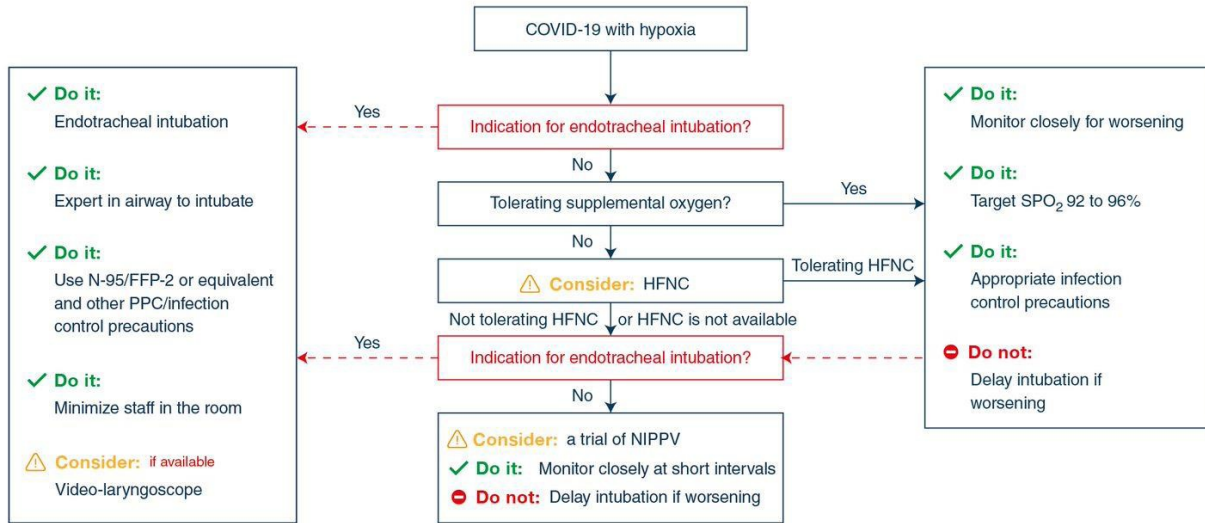 COVID-19 with hypoxia
Indication for endotracheal intubation?
Yes
No
Tolerating supplemental oxygen?
Yes
No
Consider: HFNC
Tolerating HFNC
Not tolerating HFNC or HFNC is not available
Indication for endotracheal intubation?
Yes
No
Consider: a trial of NIPPV
Do it: Monitor closely at short intervals
Do not: Delay intubation if worsening
Do it:
Endotracheal intubation
Do it:
Expert in airway to intubate
Do it:
Use N-95/FFP-2 or equivalent
and other PPC/infection
control precautions
Do it:
Minimize staff in the room
Consider: if available
Video-laryngoscope
Do it:
Monitor closely for worsening
Do it:
Target SPO₂ 92 to 96%
Do it:
Appropriate infection
control precautions
Do not:
Delay intubation if
worsening